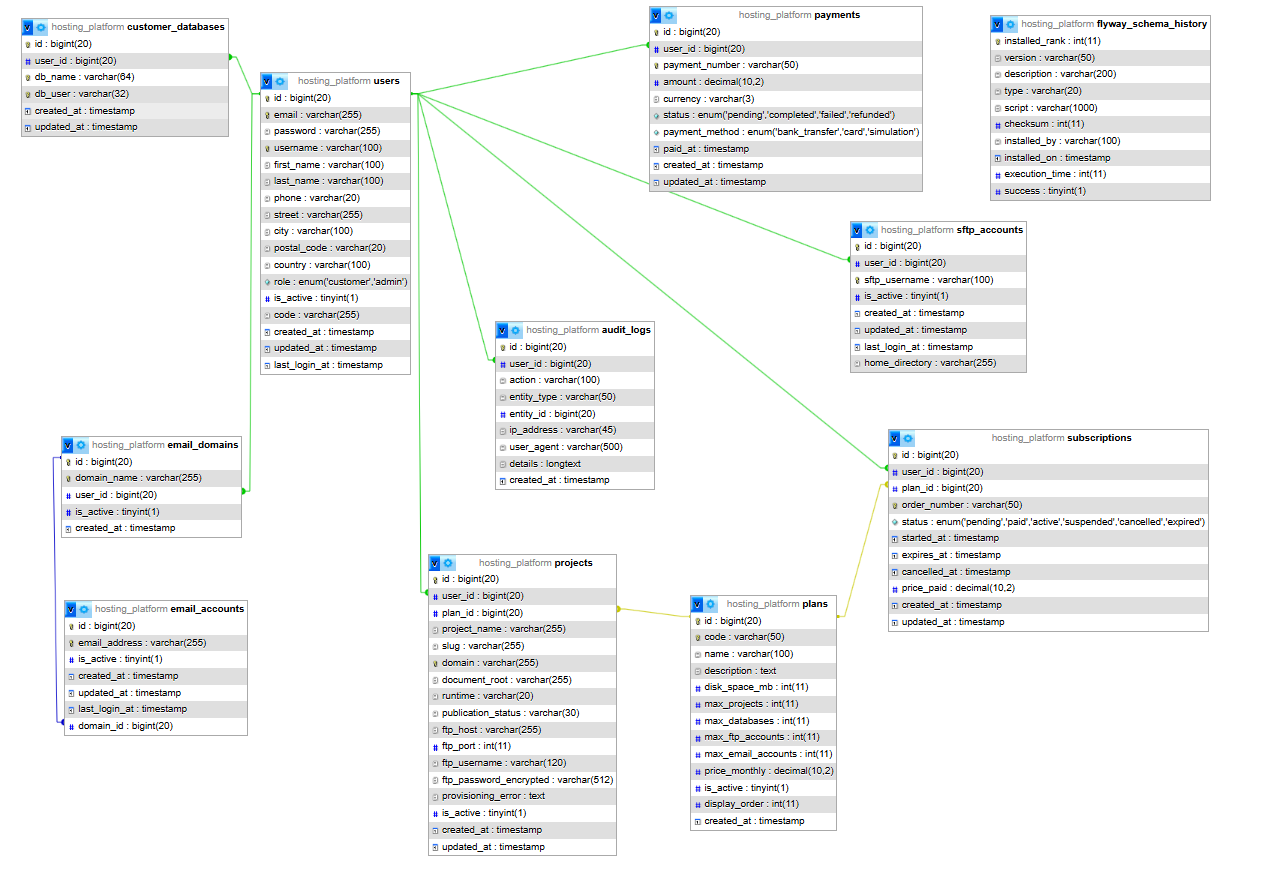 hosting_platform customer_databases
id : bigint(20)
user_id : bigint(20)
db_name : varchar(64)
db_user : varchar(32)
created_at : timestamp
updated_at : timestamp
hosting_platform users
id : bigint(20)
email : varchar(255)
password : varchar(255)
username : varchar(100)
first_name : varchar(100)
last_name : varchar(100)
phone : varchar(20)
street : varchar(255)
city : varchar(100)
postal_code : varchar(20)
country : varchar(100)
role : enum('customer','admin')
is_active : tinyint(1)
code : varchar(255)
created_at : timestamp
updated_at : timestamp
last_login_at : timestamp
hosting_platform payments
id : bigint(20)
user_id : bigint(20)
payment_number : varchar(50)
amount : decimal(10,2)
currency : varchar(3)
status : enum('pending','completed','failed','refunded')
payment_method : enum('bank_transfer','card','simulation')
paid_at : timestamp
created_at : timestamp
updated_at : timestamp
hosting_platform flyway_schema_history
installed_rank : int(11)
version : varchar(50)
description : varchar(200)
type : varchar(20)
script : varchar(1000)
checksum : int(11)
installed_by : varchar(100)
installed_on : timestamp
execution_time : int(11)
success : tinyint(1)
hosting_platform sftp_accounts
id : bigint(20)
user_id : bigint(20)
sftp_username : varchar(100)
is_active : tinyint(1)
created_at : timestamp
updated_at : timestamp
last_login_at : timestamp
home_directory : varchar(255)
hosting_platform audit_logs
id : bigint(20)
user_id : bigint(20)
action : varchar(100)
entity_type : varchar(50)
entity_id : bigint(20)
ip_address : varchar(45)
user_agent : varchar(500)
details : longtext
created_at : timestamp
hosting_platform email_domains
id : bigint(20)
domain_name : varchar(255)
user_id : bigint(20)
is_active : tinyint(1)
created_at : timestamp
hosting_platform subscriptions
id : bigint(20)
user_id : bigint(20)
plan_id : bigint(20)
order_number : varchar(50)
status : enum('pending','paid','active','suspended','cancelled','expired')
started_at : timestamp
expires_at : timestamp
cancelled_at : timestamp
price_paid : decimal(10,2)
created_at : timestamp
updated_at : timestamp
hosting_platform email_accounts
id : bigint(20)
email_address : varchar(255)
is_active : tinyint(1)
created_at : timestamp
updated_at : timestamp
last_login_at : timestamp
domain_id : bigint(20)
hosting_platform projects
id : bigint(20)
user_id : bigint(20)
plan_id : bigint(20)
project_name : varchar(255)
slug : varchar(255)
domain : varchar(255)
document_root : varchar(255)
runtime : varchar(20)
publication_status : varchar(30)
ftp_host : varchar(255)
ftp_port : int(11)
ftp_username : varchar(120)
ftp_password_encrypted : varchar(512)
provisioning_error : text
is_active : tinyint(1)
created_at : timestamp
updated_at : timestamp
hosting_platform plans
id : bigint(20)
code : varchar(50)
name : varchar(100)
description : text
disk_space_mb : int(11)
max_projects : int(11)
max_databases : int(11)
max_ftp_accounts : int(11)
max_email_accounts : int(11)
price_monthly : decimal(10,2)
is_active : tinyint(1)
display_order : int(11)
created_at : timestamp